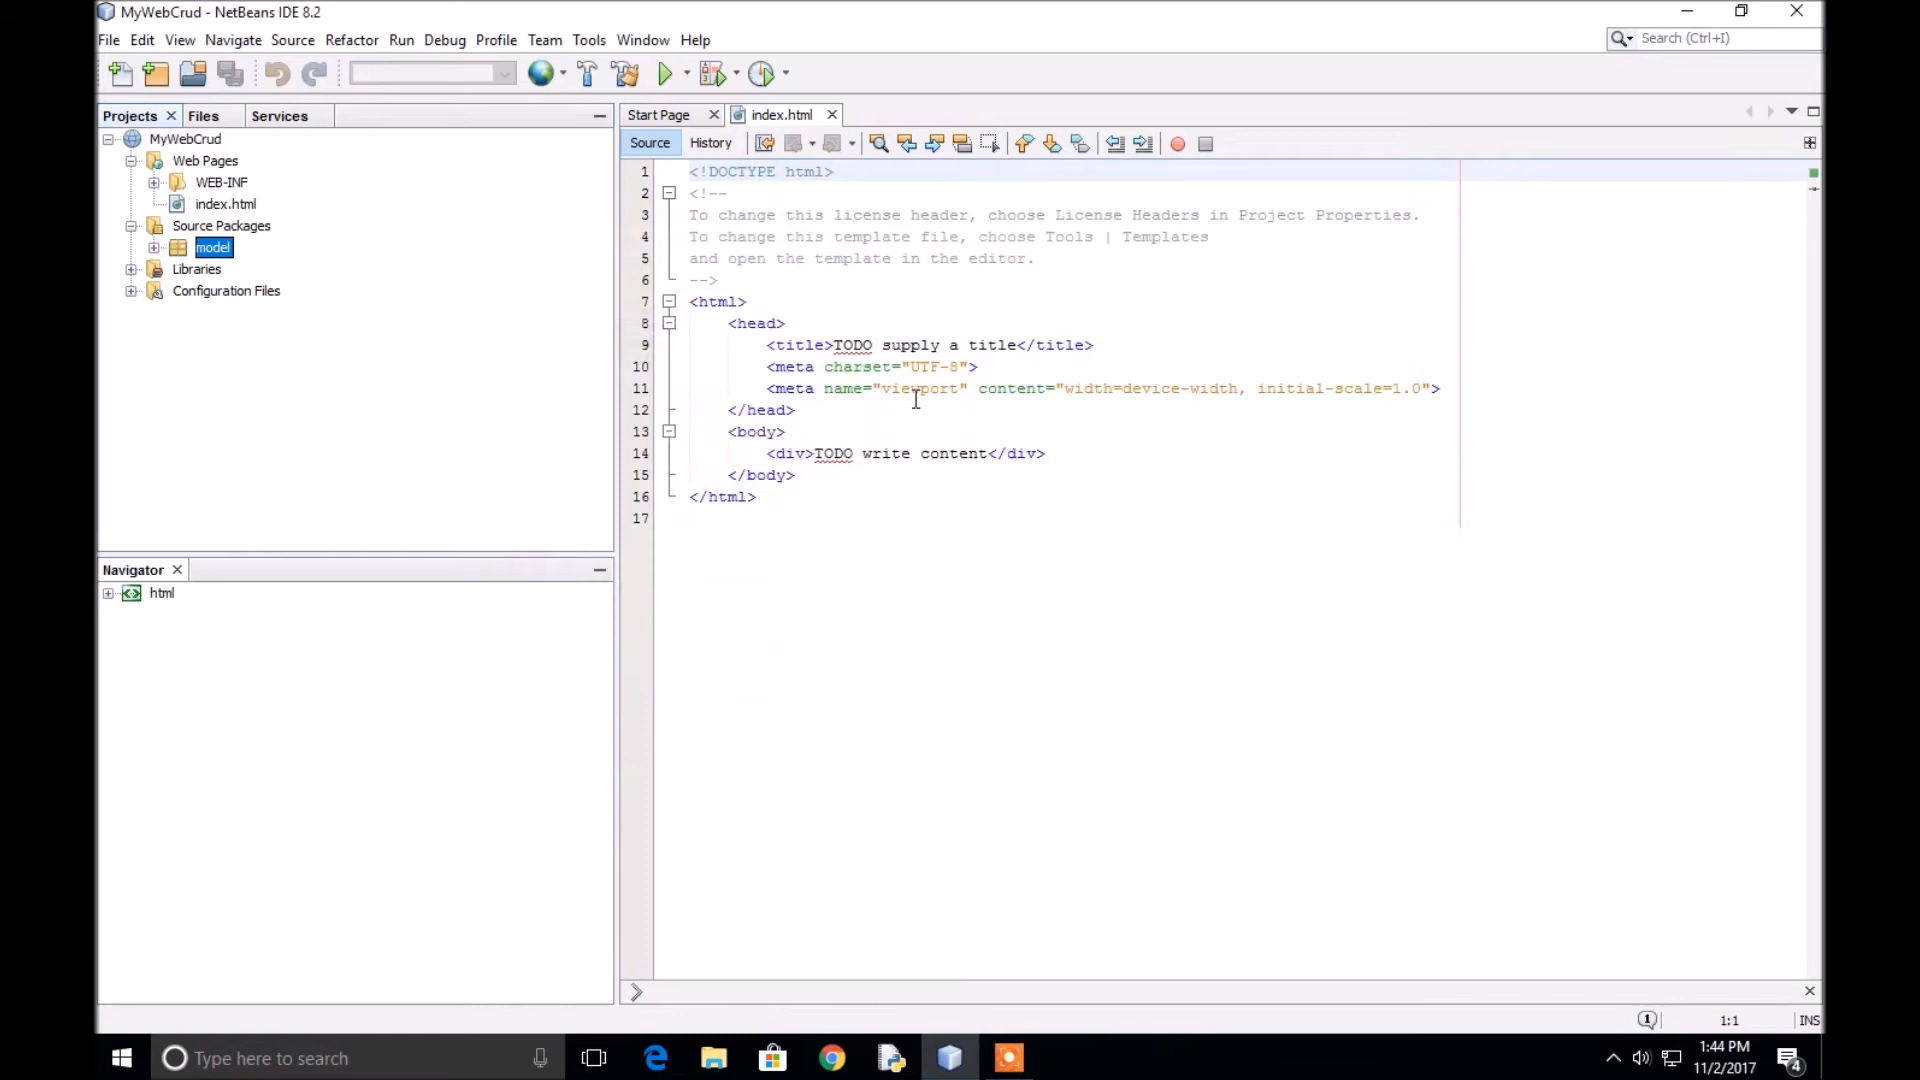 MyWebCrud - NetBeans IDE 8.2
File Edit View Navigate Source Refactor Run Debug Profile Team Tools Window Help
Search (Ctrl+I)
Projects Files Services
MyWebCrud
Web Pages
WEB-INF
index.html
Source Packages
model
Libraries
Configuration Files
Navigator
html
Start Page index.html
Source History
1 <!DOCTYPE html>
2 <!--
3 To change this license header, choose License Headers in Project Properties.
4 To change this template file, choose Tools | Templates
5 and open the template in the editor.
6 -->
7 <html>
8 <head>
9 <title>TODO supply a title</title>
10 <meta charset="UTF-8">
11 <meta name="viewport" content="width=device-width, initial-scale=1.0">
12 </head>
13 <body>
14 <div>TODO write content</div>
15 </body>
16 </html>
17
1 1:1 INS
Type here to search
1:44 PM
11/2/2017
4